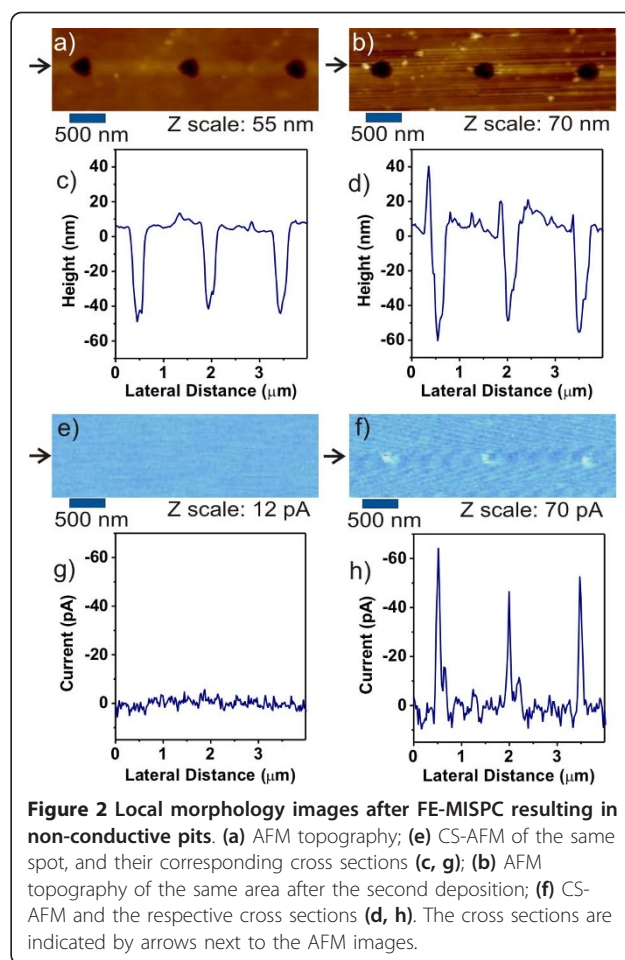 a)
b)
500 nm
Z scale: 55 nm
500 nm
Z scale: 70 nm
c)
Height (nm)
40
20
0
-20
-40
-60
0 1 2 3
Lateral Distance (μm)
d)
Height (nm)
40
20
0
-20
-40
-60
0 1 2 3 4
Lateral Distance (μm)
e)
f)
500 nm
Z scale: 12 pA
500 nm
Z scale: 70 pA
g)
Current (pA)
-60
-40
-20
0
0 1 2 3
Lateral Distance (μm)
h)
Current (pA)
-60
-40
-20
0
0 1 2 3 4
Lateral Distance (μm)
Figure 2 Local morphology images after FE-MISPC resulting in
non-conductive pits. (a) AFM topography; (e) CS-AFM of the same
spot, and their corresponding cross sections (c, g); (b) AFM
topography of the same area after the second deposition; (f) CS-
AFM and the respective cross sections (d, h). The cross sections are
indicated by arrows next to the AFM images.